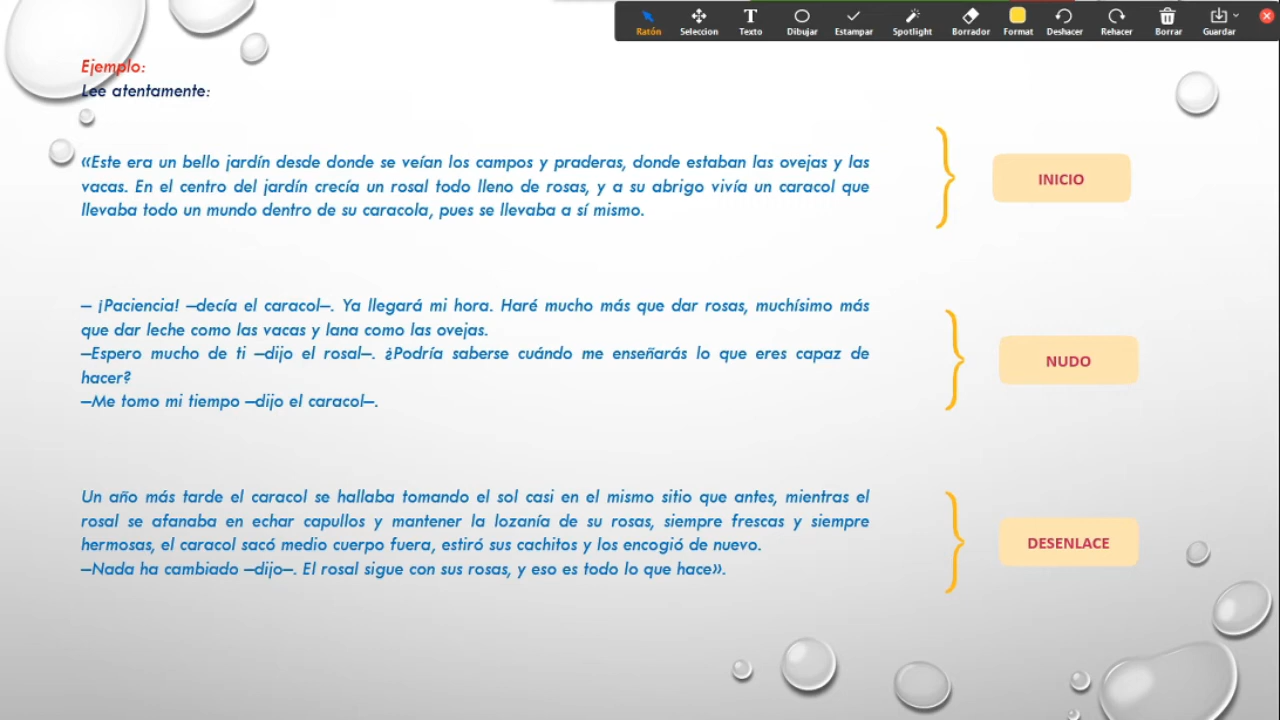 Ratón Seleccion Texto Dibujar Estampar Spotlight Borrador Format Deshacer Rehacer Borrar Guardar
Ejemplo:
Lee atentamente:
«Este era un bello jardín desde donde se veían los campos y praderas, donde estaban las ovejas y las
vacas. En el centro del jardín crecía un rosal todo lleno de rosas, y a su abrigo vivía un caracol que
llevaba todo un mundo dentro de su caracola, pues se llevaba a sí mismo.
INICIO
– ¡Paciencia! –decía el caracol–. Ya llegará mi hora. Haré mucho más que dar rosas, muchísimo más
que dar leche como las vacas y lana como las ovejas.
–Espero mucho de ti –dijo el rosal–. ¿Podría saberse cuándo me enseñarás lo que eres capaz de
hacer?
–Me tomo mi tiempo –dijo el caracol–.
NUDO
Un año más tarde el caracol se hallaba tomando el sol casi en el mismo sitio que antes, mientras el
rosal se afanaba en echar capullos y mantener la lozanía de su rosas, siempre frescas y siempre
hermosas, el caracol sacó medio cuerpo fuera, estiró sus cachitos y los encogió de nuevo.
–Nada ha cambiado –dijo–. El rosal sigue con sus rosas, y eso es todo lo que hace».
DESENLACE